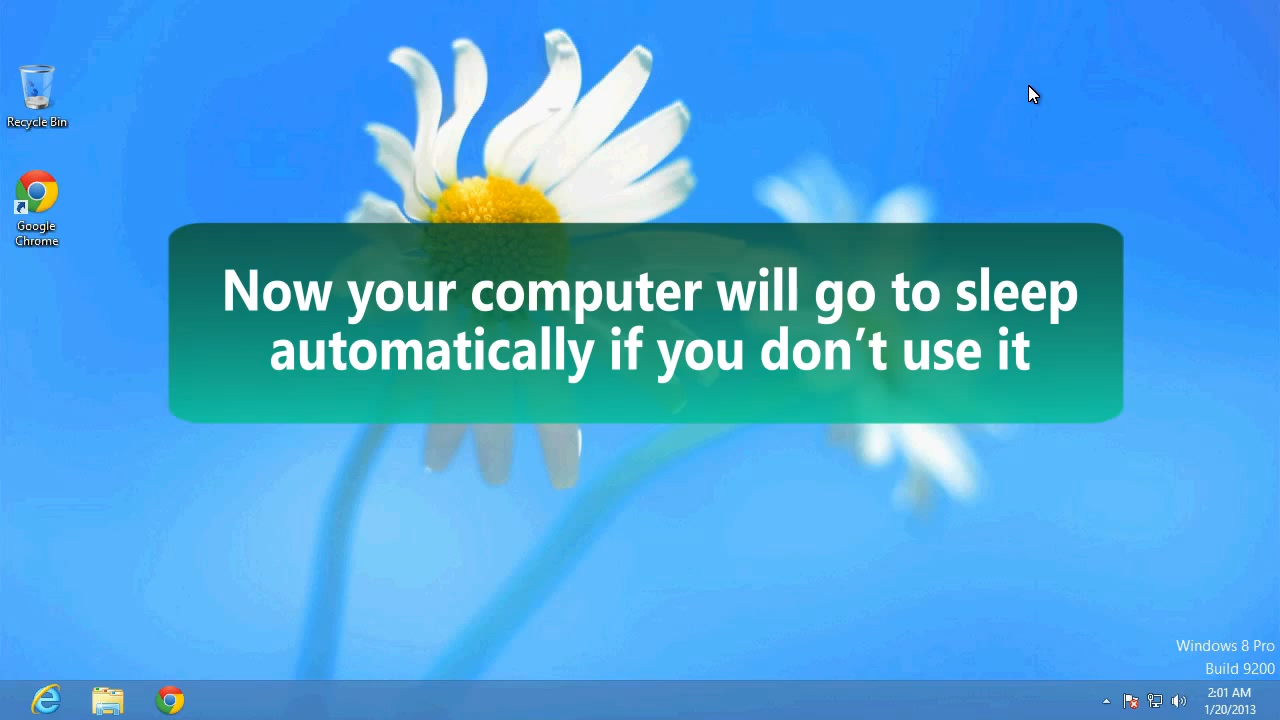 Recycle Bin
Google
Chrome
Now your computer will go to sleep
automatically if you don’t use it
Windows 8 Pro
Build 9200
2:01 AM
1/20/2013